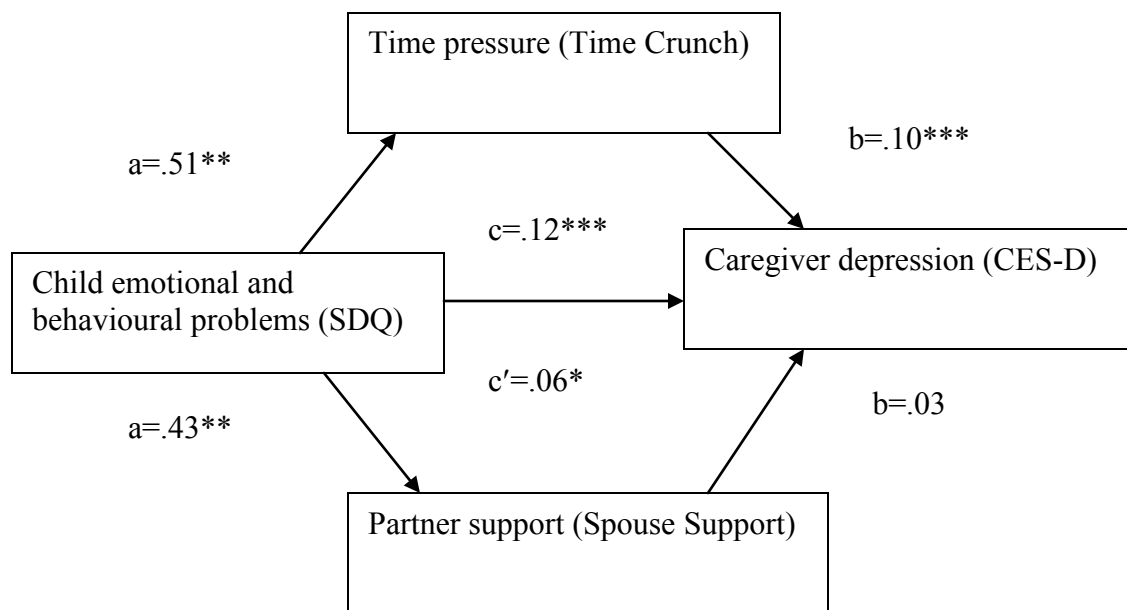 Time pressure (Time Crunch)
a=.51**
b=.10***
c=.12***
Child emotional and
behavioural problems (SDQ)
Caregiver depression (CES-D)
c′=.06*
a=.43**
b=.03
Partner support (Spouse Support)